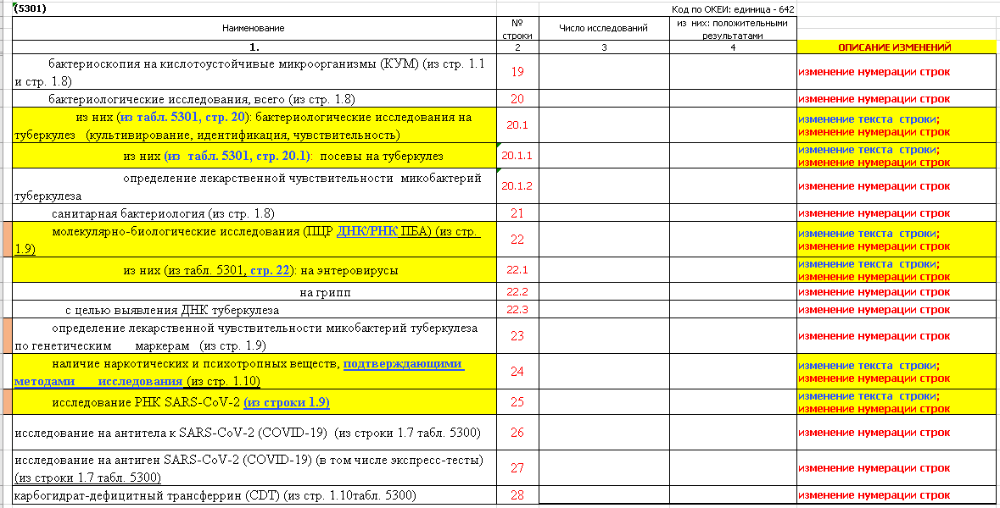 (5301)
Код по ОКЕИ: единица - 642
Наименование
№
строки
Число исследований
из них: положительными
результатами
1.
2
3
4
ОПИСАНИЕ ИЗМЕНЕНИЙ
бактериоскопия на кислотоустойчивые микроорганизмы (КУМ) (из стр. 1.1
и стр. 1.8)
19
изменение нумерации строк
бактериологические исследования, всего (из стр. 1.8)
20
изменение нумерации строк
из них (из табл. 5301, стр. 20): бактериологические исследования на
туберкулез (культивирование, идентификация, чувствительность)
20.1
изменение текста строки;
изменение нумерации строк
из них (из табл. 5301, стр. 20.1): посевы на туберкулез
20.1.1
изменение текста строки;
изменение нумерации строк
определение лекарственной чувствительности микобактерий
туберкулеза
20.1.2
изменение нумерации строк
санитарная бактериология (из стр. 1.8)
21
изменение нумерации строк
молекулярно-биологические исследования (ПЦР ДНК/РНК ПБА) (из стр.
1.9)
22
изменение текста строки;
изменение нумерации строк
из них (из табл. 5301, стр. 22): на энтеровирусы
22.1
изменение текста строки;
изменение нумерации строк
на грипп
22.2
изменение нумерации строк
с целью выявления ДНК туберкулеза
22.3
изменение нумерации строк
определение лекарственной чувствительности микобактерий туберкулеза
по генетическим маркерам (из стр. 1.9)
23
изменение нумерации строк
наличие наркотических и психотропных веществ, подтверждающими
методами исследования (из стр. 1.10)
24
изменение текста строки;
изменение нумерации строк
исследование РНК SARS-CoV-2 (из строки 1.9)
25
изменение текста строки;
изменение нумерации строк
исследование на антитела к SARS-CoV-2 (COVID-19) (из строки 1.7 табл. 5300)
26
изменение нумерации строк
исследование на антиген SARS-CoV-2 (COVID-19) (в том числе экспресс-тесты)
(из строки 1.7 табл. 5300)
27
изменение нумерации строк
карбогидрат-дефицитный трансферрин (CDT) (из стр. 1.10табл. 5300)
28
изменение нумерации строк